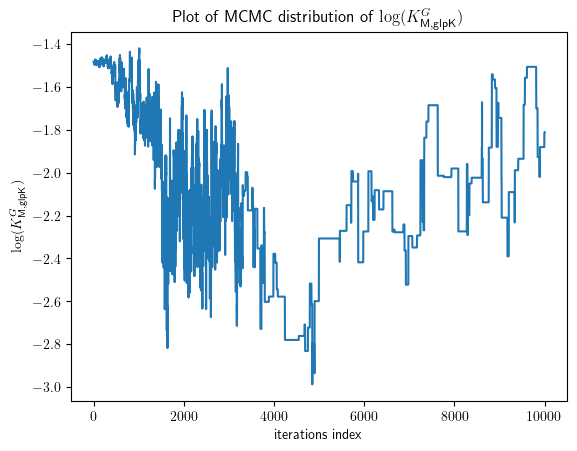 Plot of MCMC distribution of log(K^G_M,glpK)
log(K^G_M,glpK)
−1.4
−1.6
−1.8
−2.0
−2.2
−2.4
−2.6
−2.8
−3.0
0 2000 4000 6000 8000 10000
iterations index